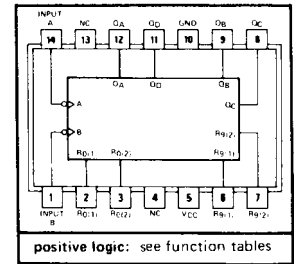 INPUT
A NC QA QD GND QB QC
14 13 12 11 10 9 8
QA QD QB
QC
A
B
R9(2)
R0(1) R0(2) R9(1)
1 2 3 4 5 6 7
INPUT
B R0(1) R0(2) NC VCC R9(1) R9(2)
positive logic: see function tables